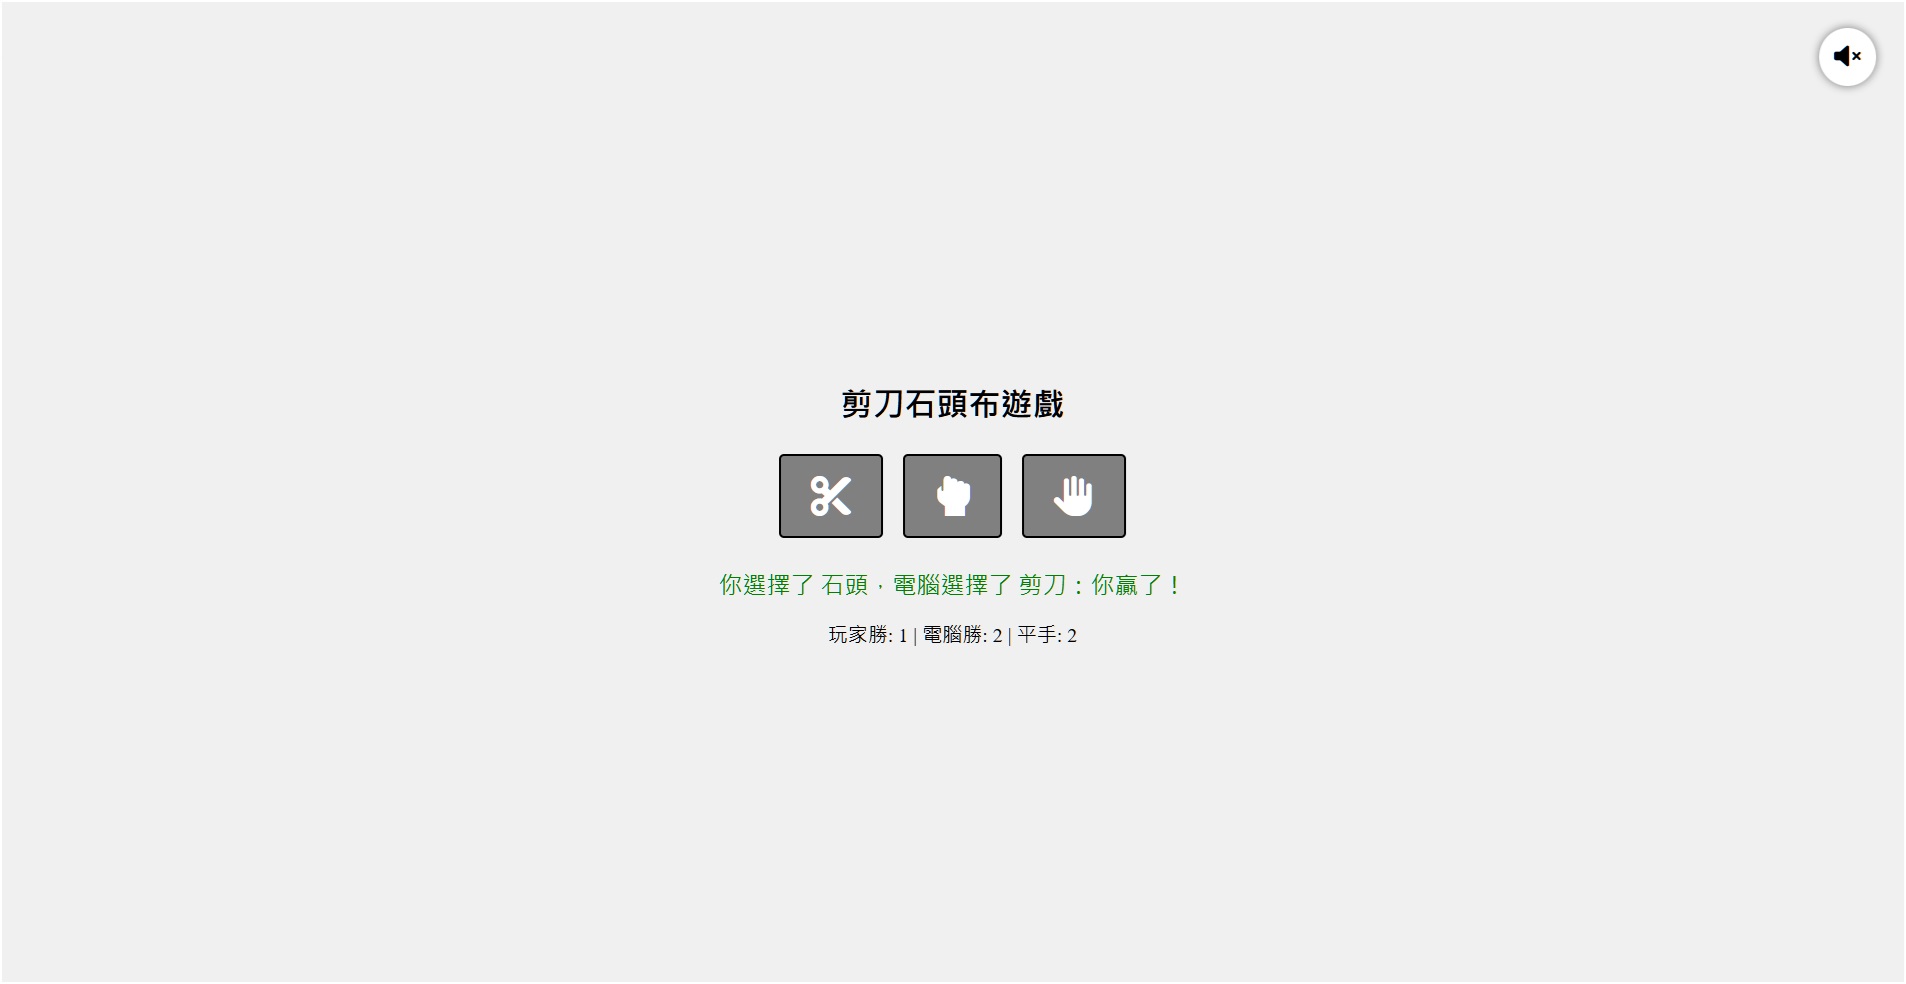 剪刀石頭布遊戲
你選擇了 石頭，電腦選擇了 剪刀：你贏了！
玩家勝: 1 | 電腦勝: 2 | 平手: 2